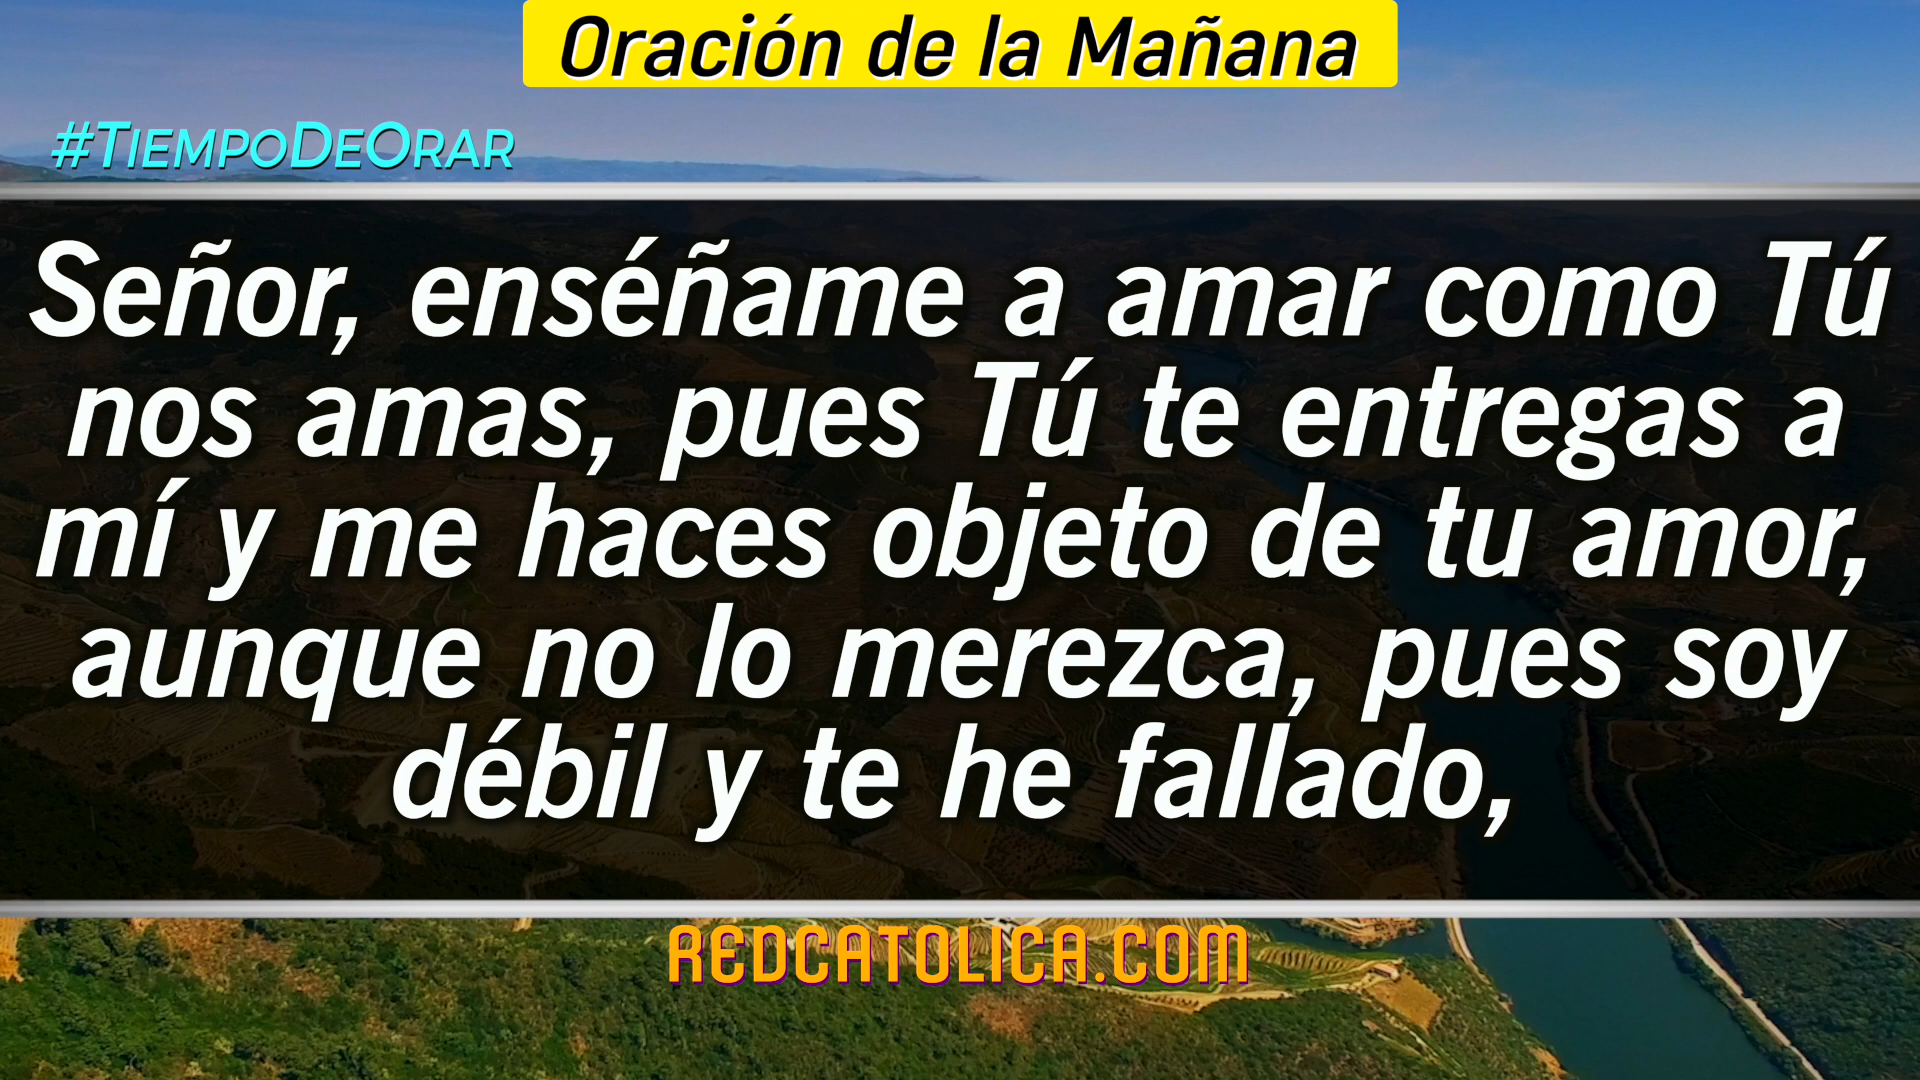 Oración de la Mañana
#TiempoDeOrar
Señor, enséñame a amar como Tú
nos amas, pues Tú te entregas a
mí y me haces objeto de tu amor,
aunque no lo merezca, pues soy
débil y te he fallado,
REDCATOLICA.COM